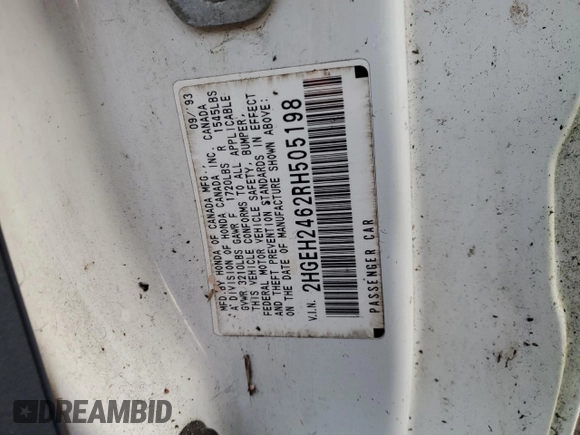 MFD.BY HONDA OF CANADA MFG., CANADA 09/'93
A DIVISION OF HONDA CANADA INC.
GVWR 3210LBS GAWR F 1720LBS R 1545LBS
THIS VEHICLE CONFORMS TO ALL APPLICABLE
FEDERAL MOTOR VEHICLE SAFETY, BUMPER,
AND THEFT PREVENTION STANDARDS IN EFFECT
ON THE DATE OF MANUFACTURE SHOWN ABOVE:
V.I.N. 2HGEH2462RH505198
PASSENGER CAR
DREAMBID